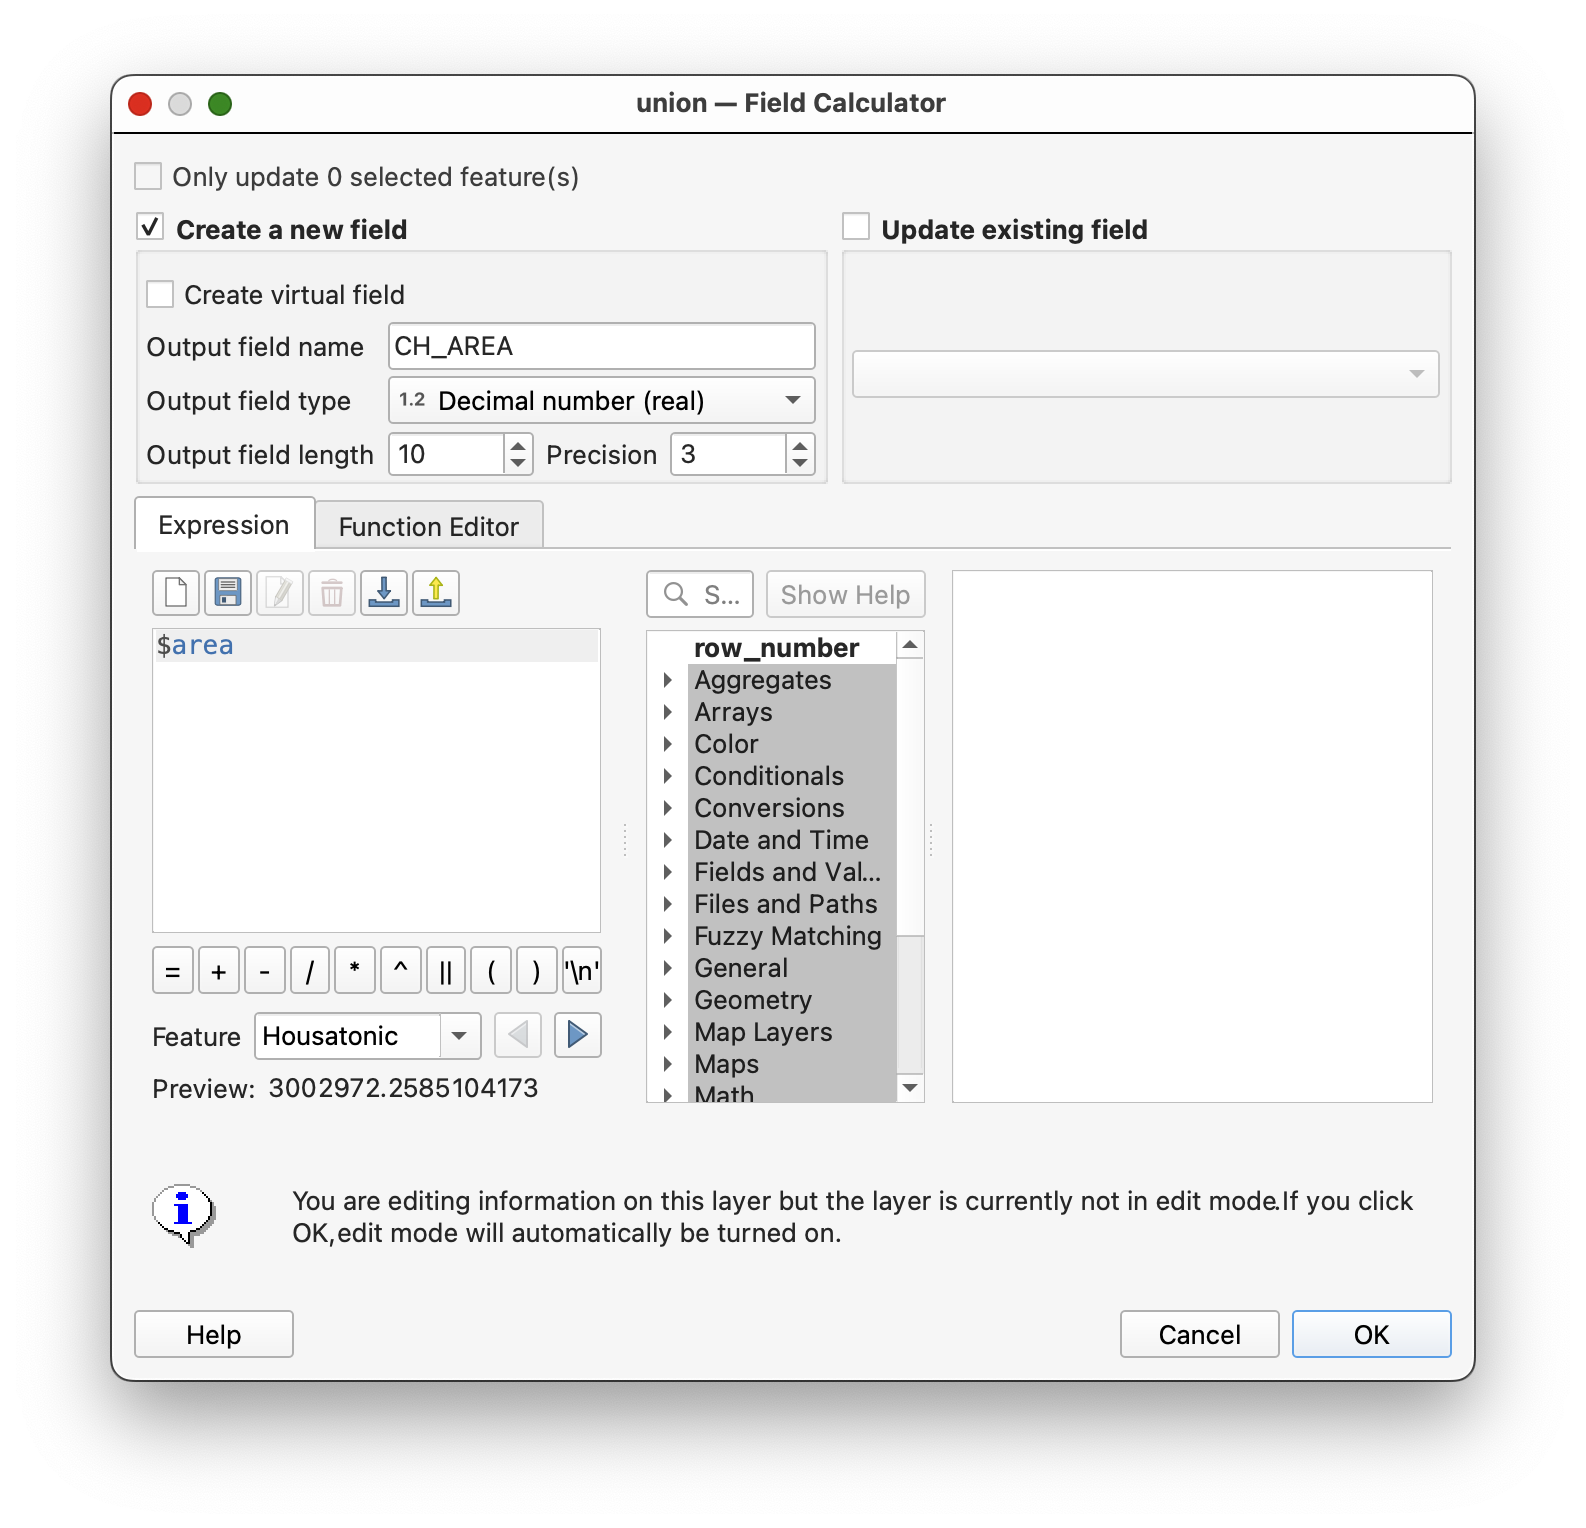 union — Field Calculator
Only update 0 selected feature(s)
Create a new field
Update existing field
Create virtual field
Output field name CH_AREA
Output field type 1.2 Decimal number (real)
Output field length 10 Precision 3
Expression Function Editor
S... Show Help
$area
row_number
Aggregates
Arrays
Color
Conditionals
Conversions
Date and Time
Fields and Val...
Files and Paths
Fuzzy Matching
General
Geometry
Map Layers
Maps
Math
= + - / * ^ || ( ) '\n'
Feature Housatonic
Preview: 3002972.2585104173
You are editing information on this layer but the layer is currently not in edit mode.If you click
OK,edit mode will automatically be turned on.
Help Cancel OK